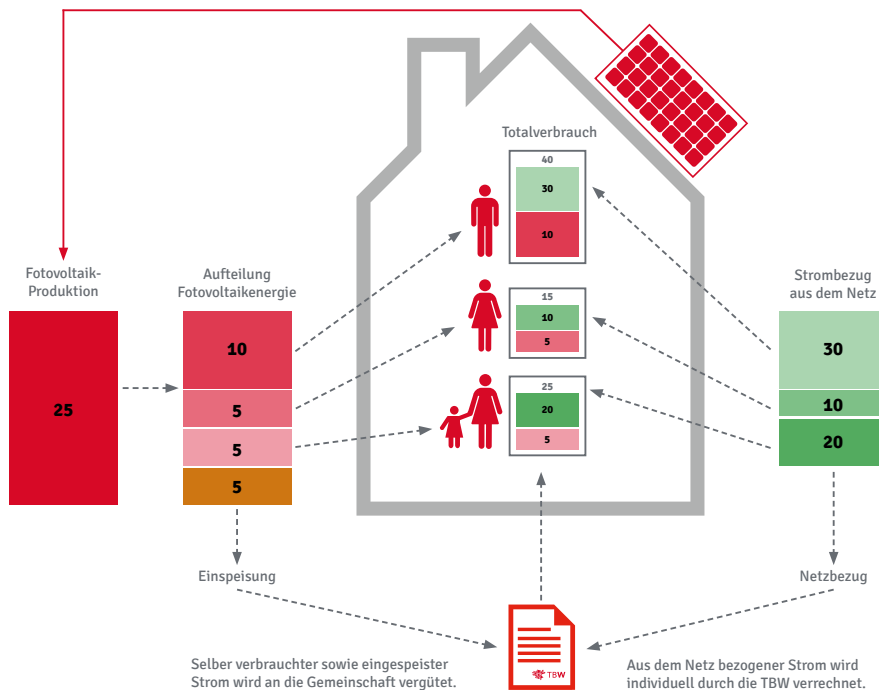 Totalverbrauch
40
30
10
15
10
5
25
20
5
Fotovoltaik-
Produktion
25
Aufteilung
Fotovoltaikenergie
10
5
5
5
Strombezug
aus dem Netz
30
10
20
Einspeisung
Netzbezug
Selber verbrauchter sowie eingespeister
Strom wird an die Gemeinschaft vergütet.
TBW
Aus dem Netz bezogener Strom wird
individuell durch die TBW verrechnet.